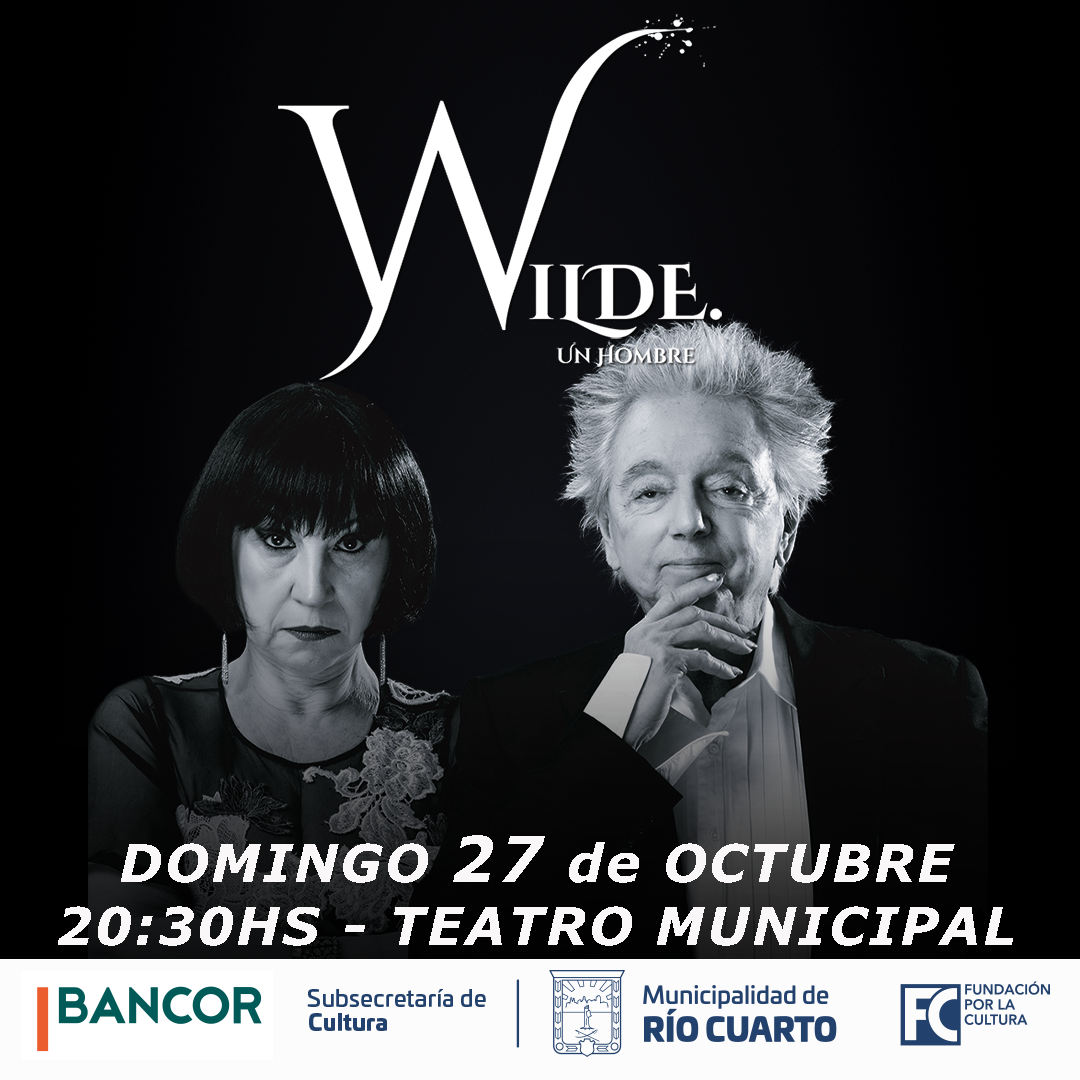 WILDE.
UN HOMBRE
DOMINGO 27 de OCTUBRE
20:30HS - TEATRO MUNICIPAL
BANCOR
Subsecretaría de
Cultura
Municipalidad de
RÍO CUARTO
FC
FUNDACIÓN
POR LA
CULTURA